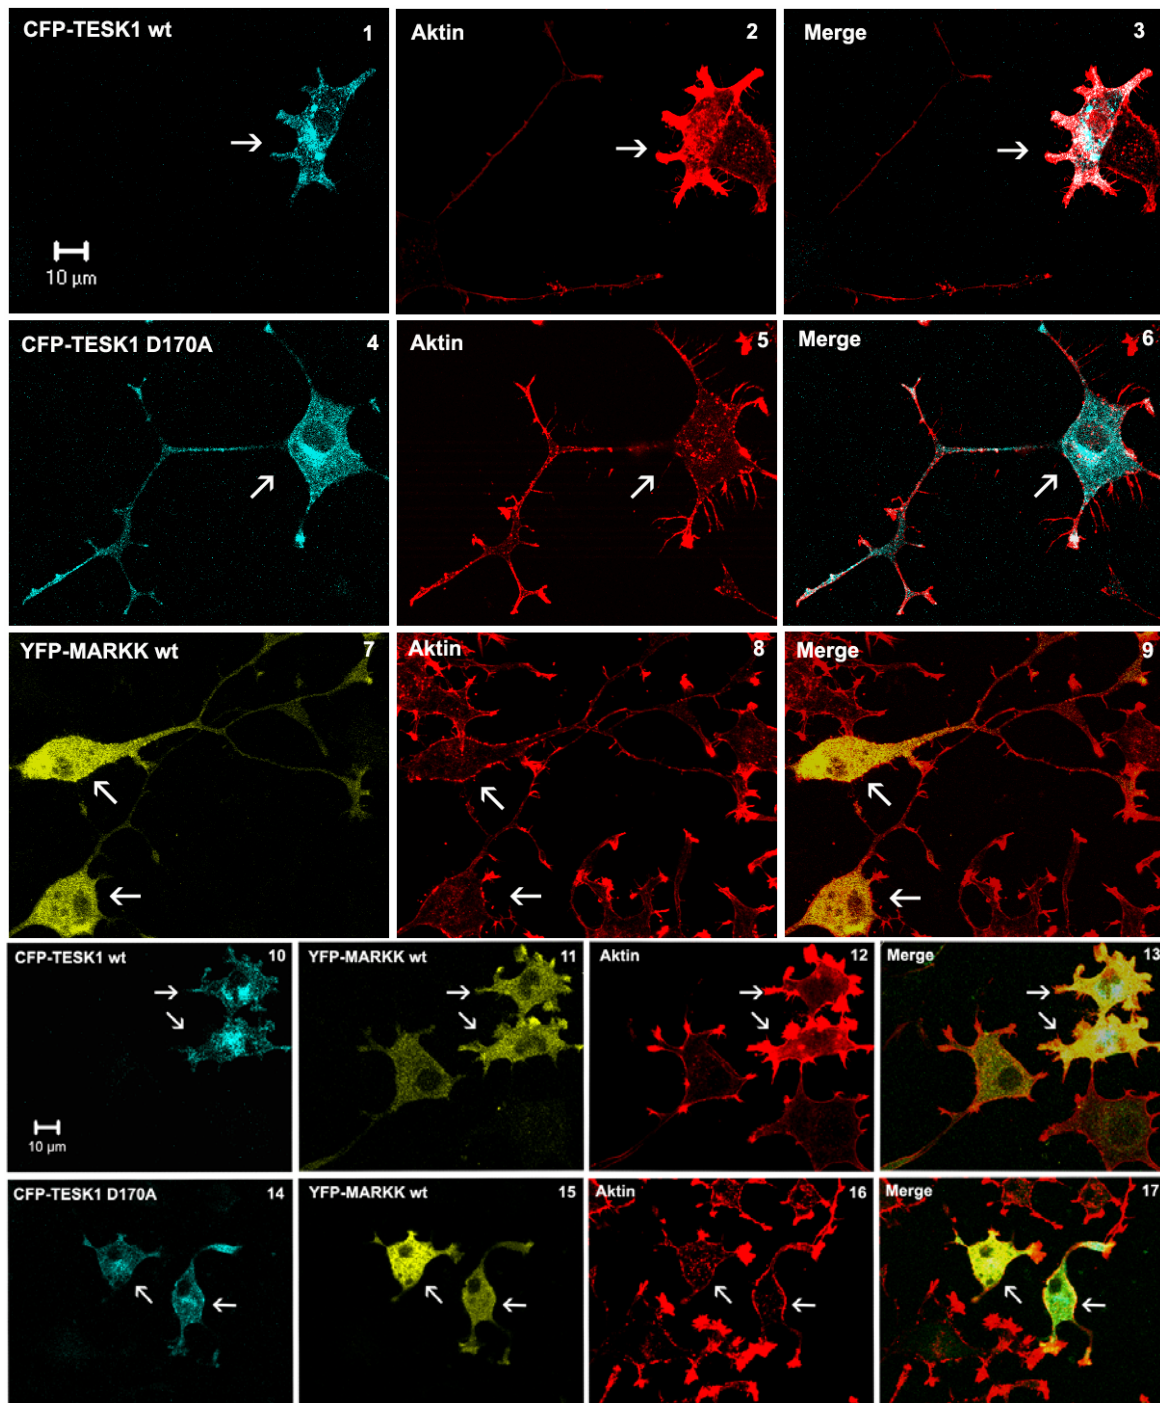 CFP-TESK1 wt 1
Aktin 2
Merge 3
10 µm
CFP-TESK1 D170A 4
Aktin 5
Merge 6
YFP-MARKK wt 7
Aktin 8
Merge 9
CFP-TESK1 wt 10
YFP-MARKK wt 11
Aktin 12
Merge 13
10 µm
CFP-TESK1 D170A 14
YFP-MARKK wt 15
Aktin 16
Merge 17